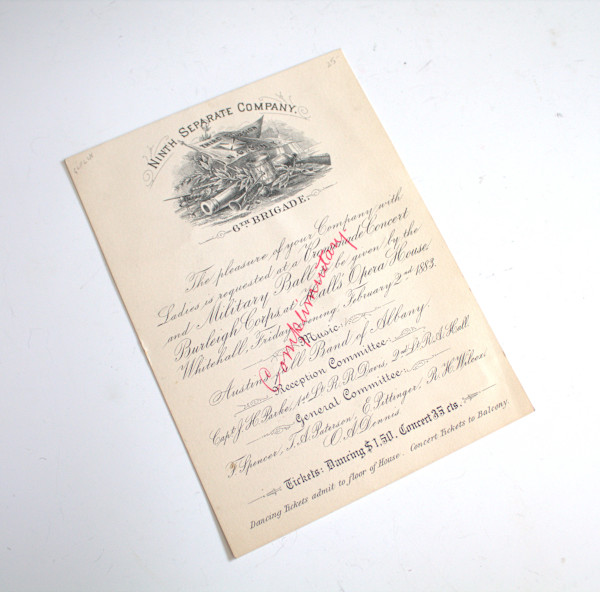 25-
NINTH SEPARATE COMPANY.
6TH BRIGADE.
The pleasure of your Company with
Ladies is requested at a Promenade Concert
and Military Ball to be given by the
Burleigh Corps, at Hall's Opera House,
Whitehall, Friday Evening, February 2nd 1883.
Complimentary
Music:
Austin Full Band of Albany.
Reception Committee:
Capt. J. H. Parke, 1st Lt. R. R. Davis, 2nd Lt. R. A. Hall.
General Committee:
F. Spencer, T. A. Paterson, E. Pettinger, R. H. Wilson,
O. A. Dennis.
Tickets: Dancing $1.50. Concert 35 cts.
Dancing Tickets admit to floor of House. Concert Tickets to Balcony.